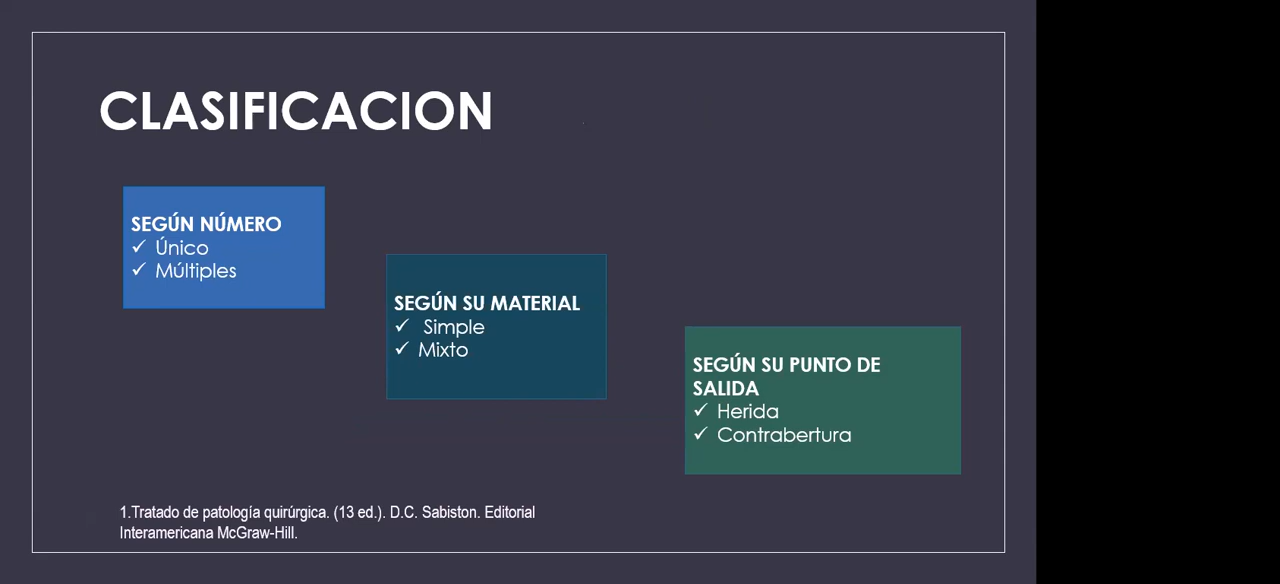 CLASIFICACION
SEGÚN NÚMERO
✓ Único
✓ Múltiples
SEGÚN SU MATERIAL
✓ Simple
✓ Mixto
SEGÚN SU PUNTO DE
SALIDA
✓ Herida
✓ Contrabertura
1.Tratado de patología quirúrgica. (13 ed.). D.C. Sabiston. Editorial
Interamericana McGraw-Hill.